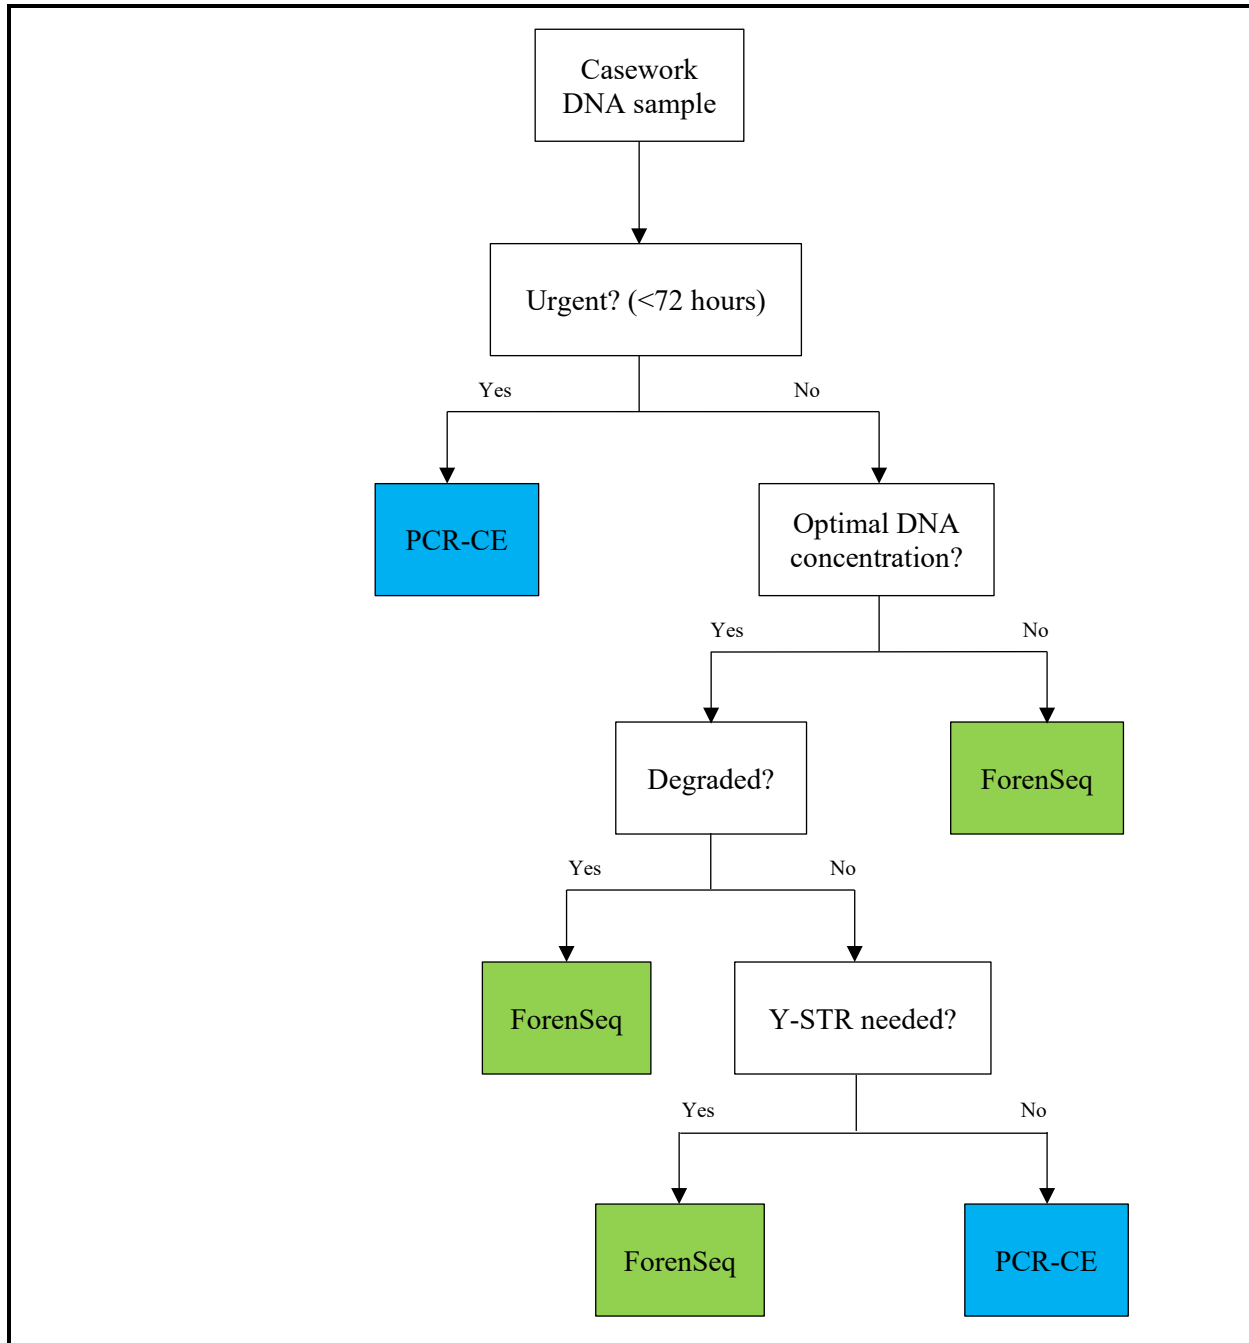 Casework
DNA sample
Urgent? (<72 hours)
Yes
No
PCR-CE
Optimal DNA
concentration?
Yes
No
Degraded?
ForenSeq
Yes
No
ForenSeq
Y-STR needed?
Yes
No
ForenSeq
PCR-CE